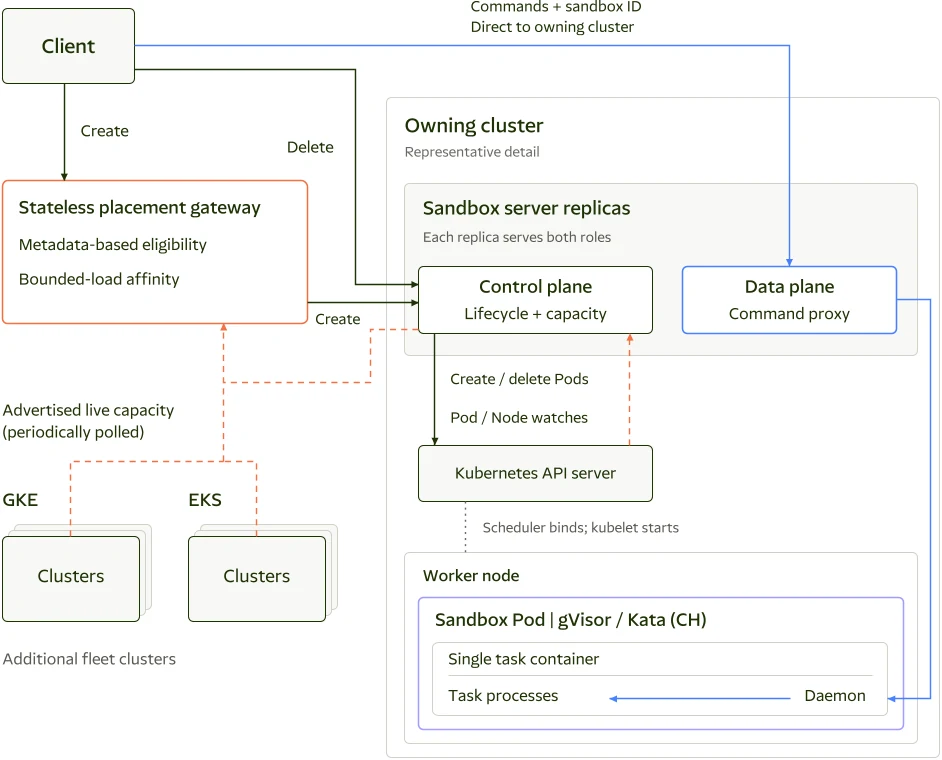 Commands + sandbox ID
Direct to owning cluster
Client
Create
Delete
Owning cluster
Representative detail
Stateless placement gateway
Metadata-based eligibility
Bounded-load affinity
Sandbox server replicas
Each replica serves both roles
Control plane
Lifecycle + capacity
Data plane
Command proxy
Create
Create / delete Pods
Pod / Node watches
Advertised live capacity
(periodically polled)
Kubernetes API server
GKE
EKS
Scheduler binds; kubelet starts
Clusters
Clusters
Worker node
Sandbox Pod | gVisor / Kata (CH)
Single task container
Task processes
Daemon
Additional fleet clusters